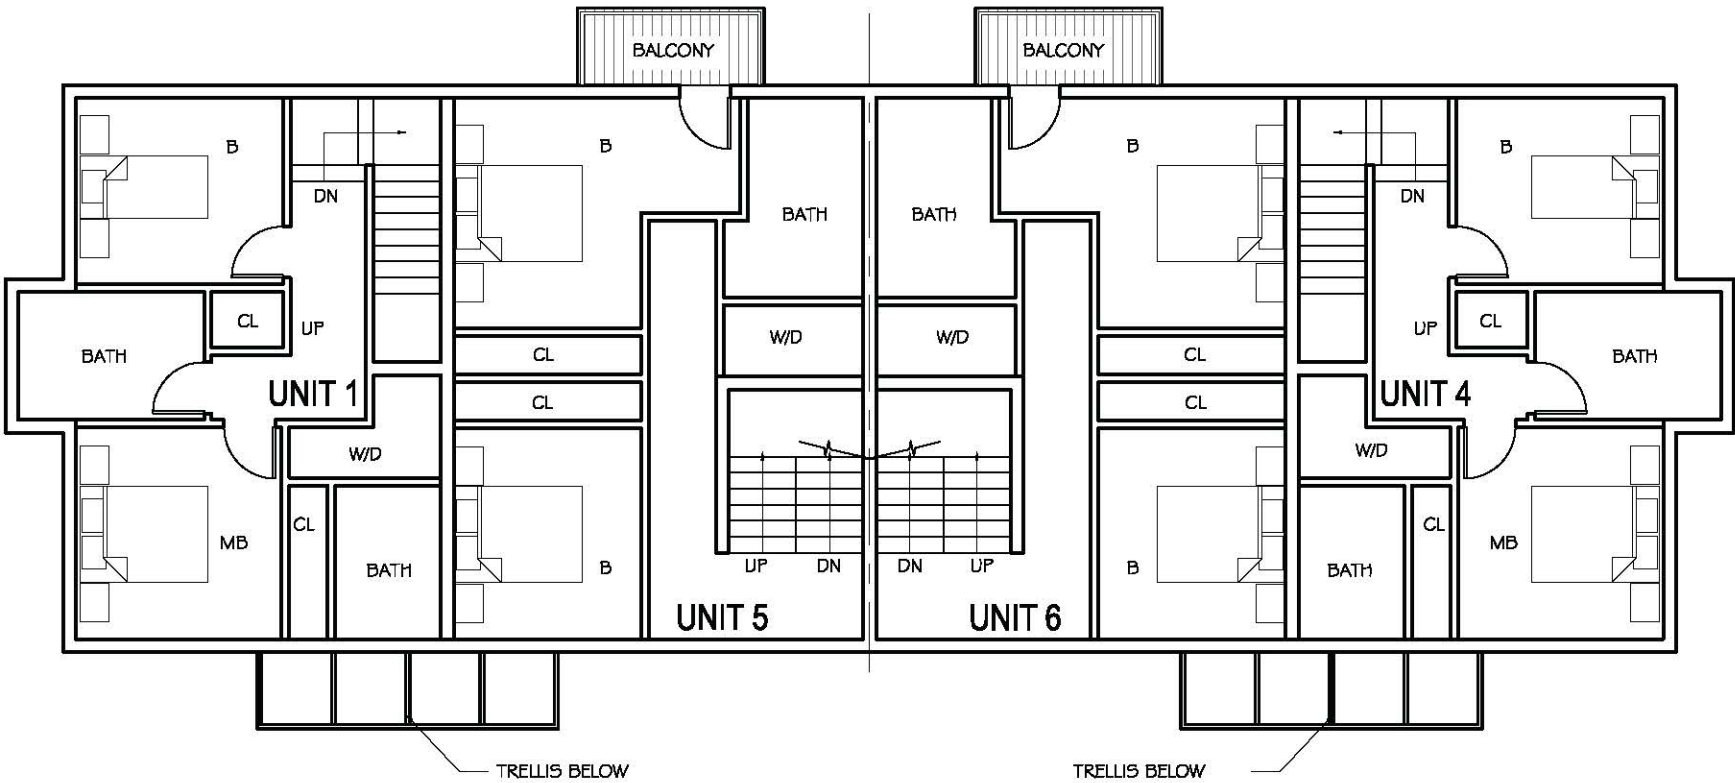 BALCONY
BALCONY
B
B
B
B
DN
DN
BATH
BATH
CL
UP
UP
CL
W/D
W/D
BATH
CL
CL
BATH
UNIT 1
UNIT 4
CL
CL
W/D
W/D
CL
CL
MB
MB
BATH
B
UP
DN
DN
UP
B
BATH
UNIT 5
UNIT 6
TRELLIS BELOW
TRELLIS BELOW